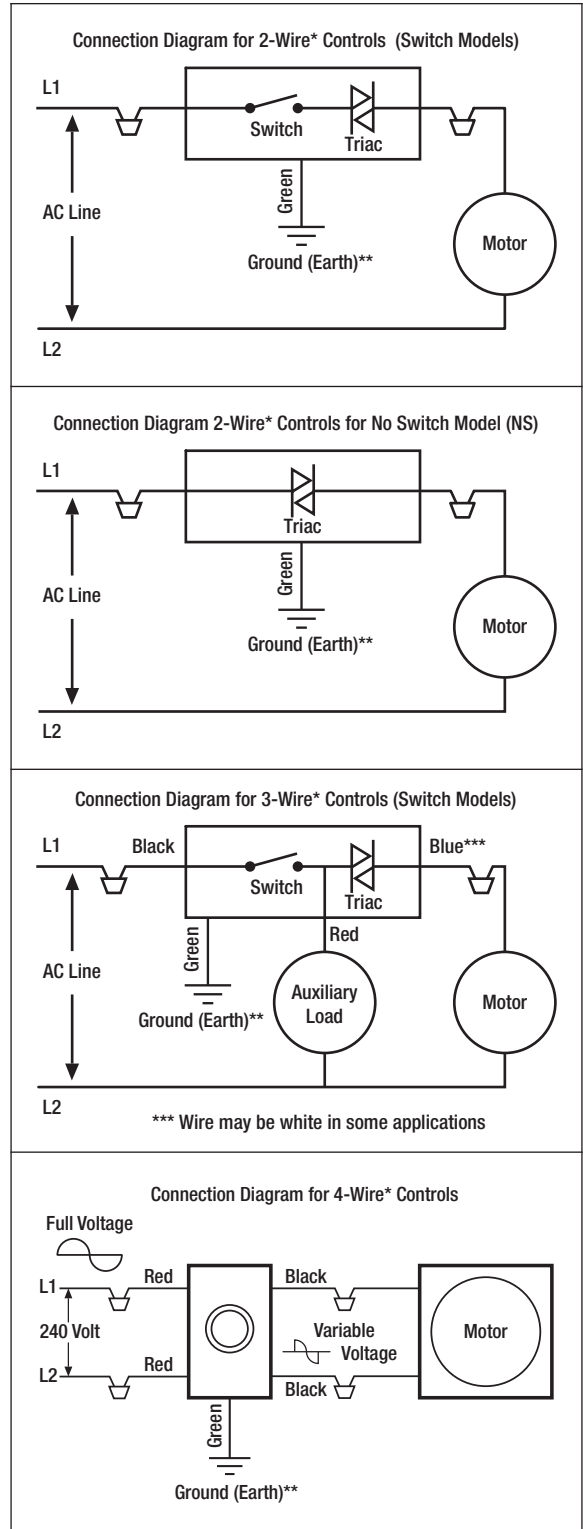 Connection Diagram for 2-Wire* Controls (Switch Models)
L1
Switch
Triac
Green
AC Line
Motor
Ground (Earth)**
L2
Connection Diagram 2-Wire* Controls for No Switch Model (NS)
L1
Triac
Green
AC Line
Motor
Ground (Earth)**
L2
Connection Diagram for 3-Wire* Controls (Switch Models)
L1
Black
Blue***
Switch
Triac
Red
Green
AC Line
Auxiliary
Load
Motor
Ground (Earth)**
L2
*** Wire may be white in some applications
Connection Diagram for 4-Wire* Controls
Full Voltage
Red
Black
L1
240 Volt
Variable
Voltage
Motor
L2
Red
Black
Green
Ground (Earth)**